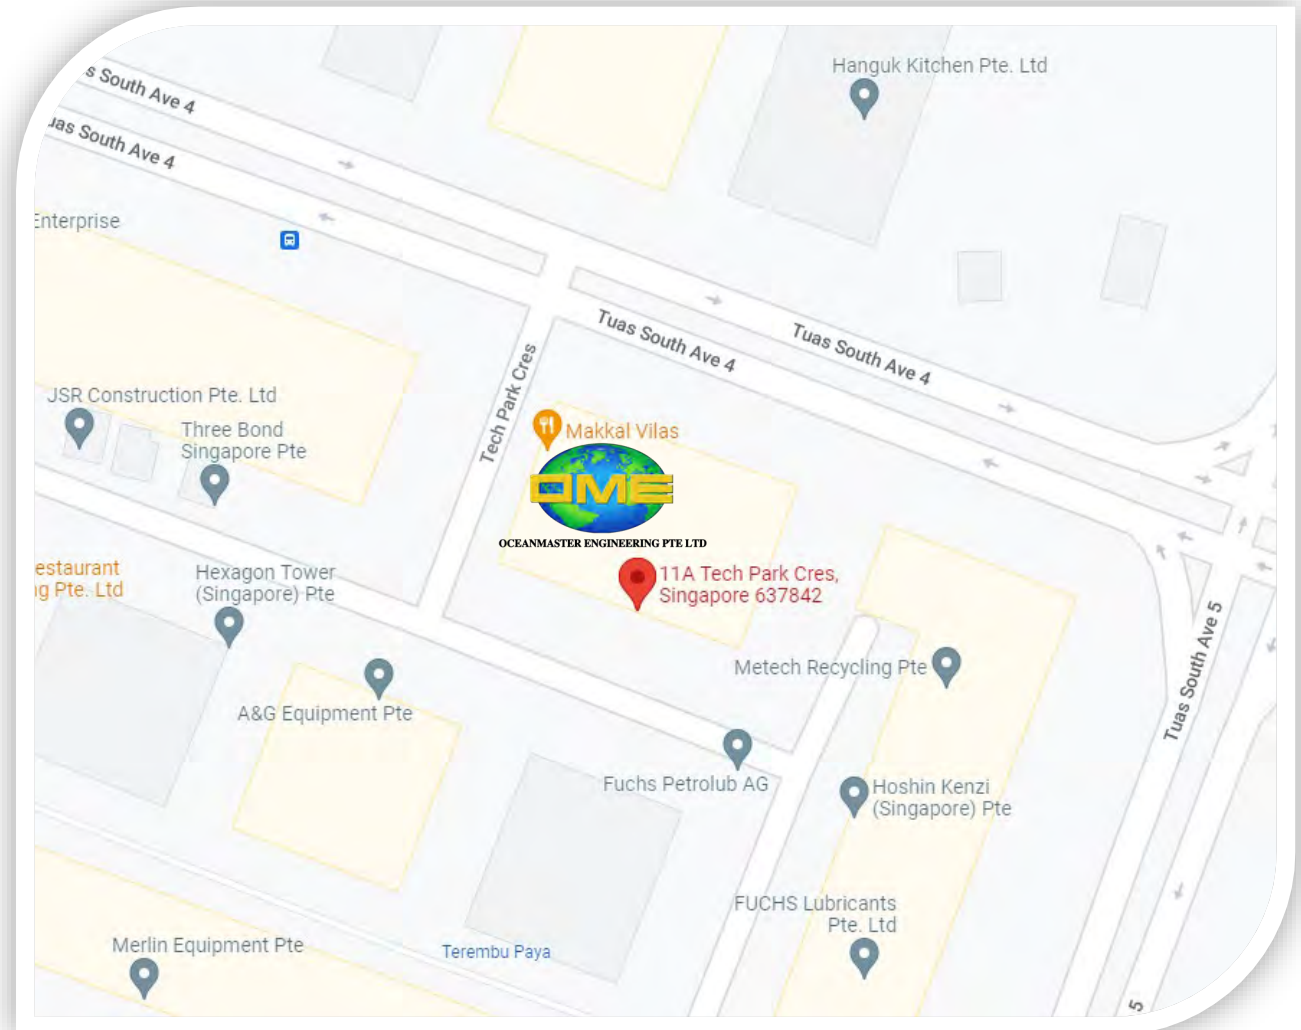 Hanguk Kitchen Pte. Ltd
s South Ave 4
uas South Ave 4
Enterprise
Tuas South Ave 4
Tuas South Ave 4
Tech Park Cres
JSR Construction Pte. Ltd
Three Bond
Singapore Pte
Makkal Vilas
OME
OCEANMASTER ENGINEERING PTE LTD
11A Tech Park Cres,
Singapore 637842
estaurant
g Pte. Ltd
Hexagon Tower
(Singapore) Pte
Tuas South Ave 5
Metech Recycling Pte
A&G Equipment Pte
Fuchs Petrolub AG
Hoshin Kenzi
(Singapore) Pte
FUCHS Lubricants
Pte. Ltd
Merlin Equipment Pte
Terembu Paya
5